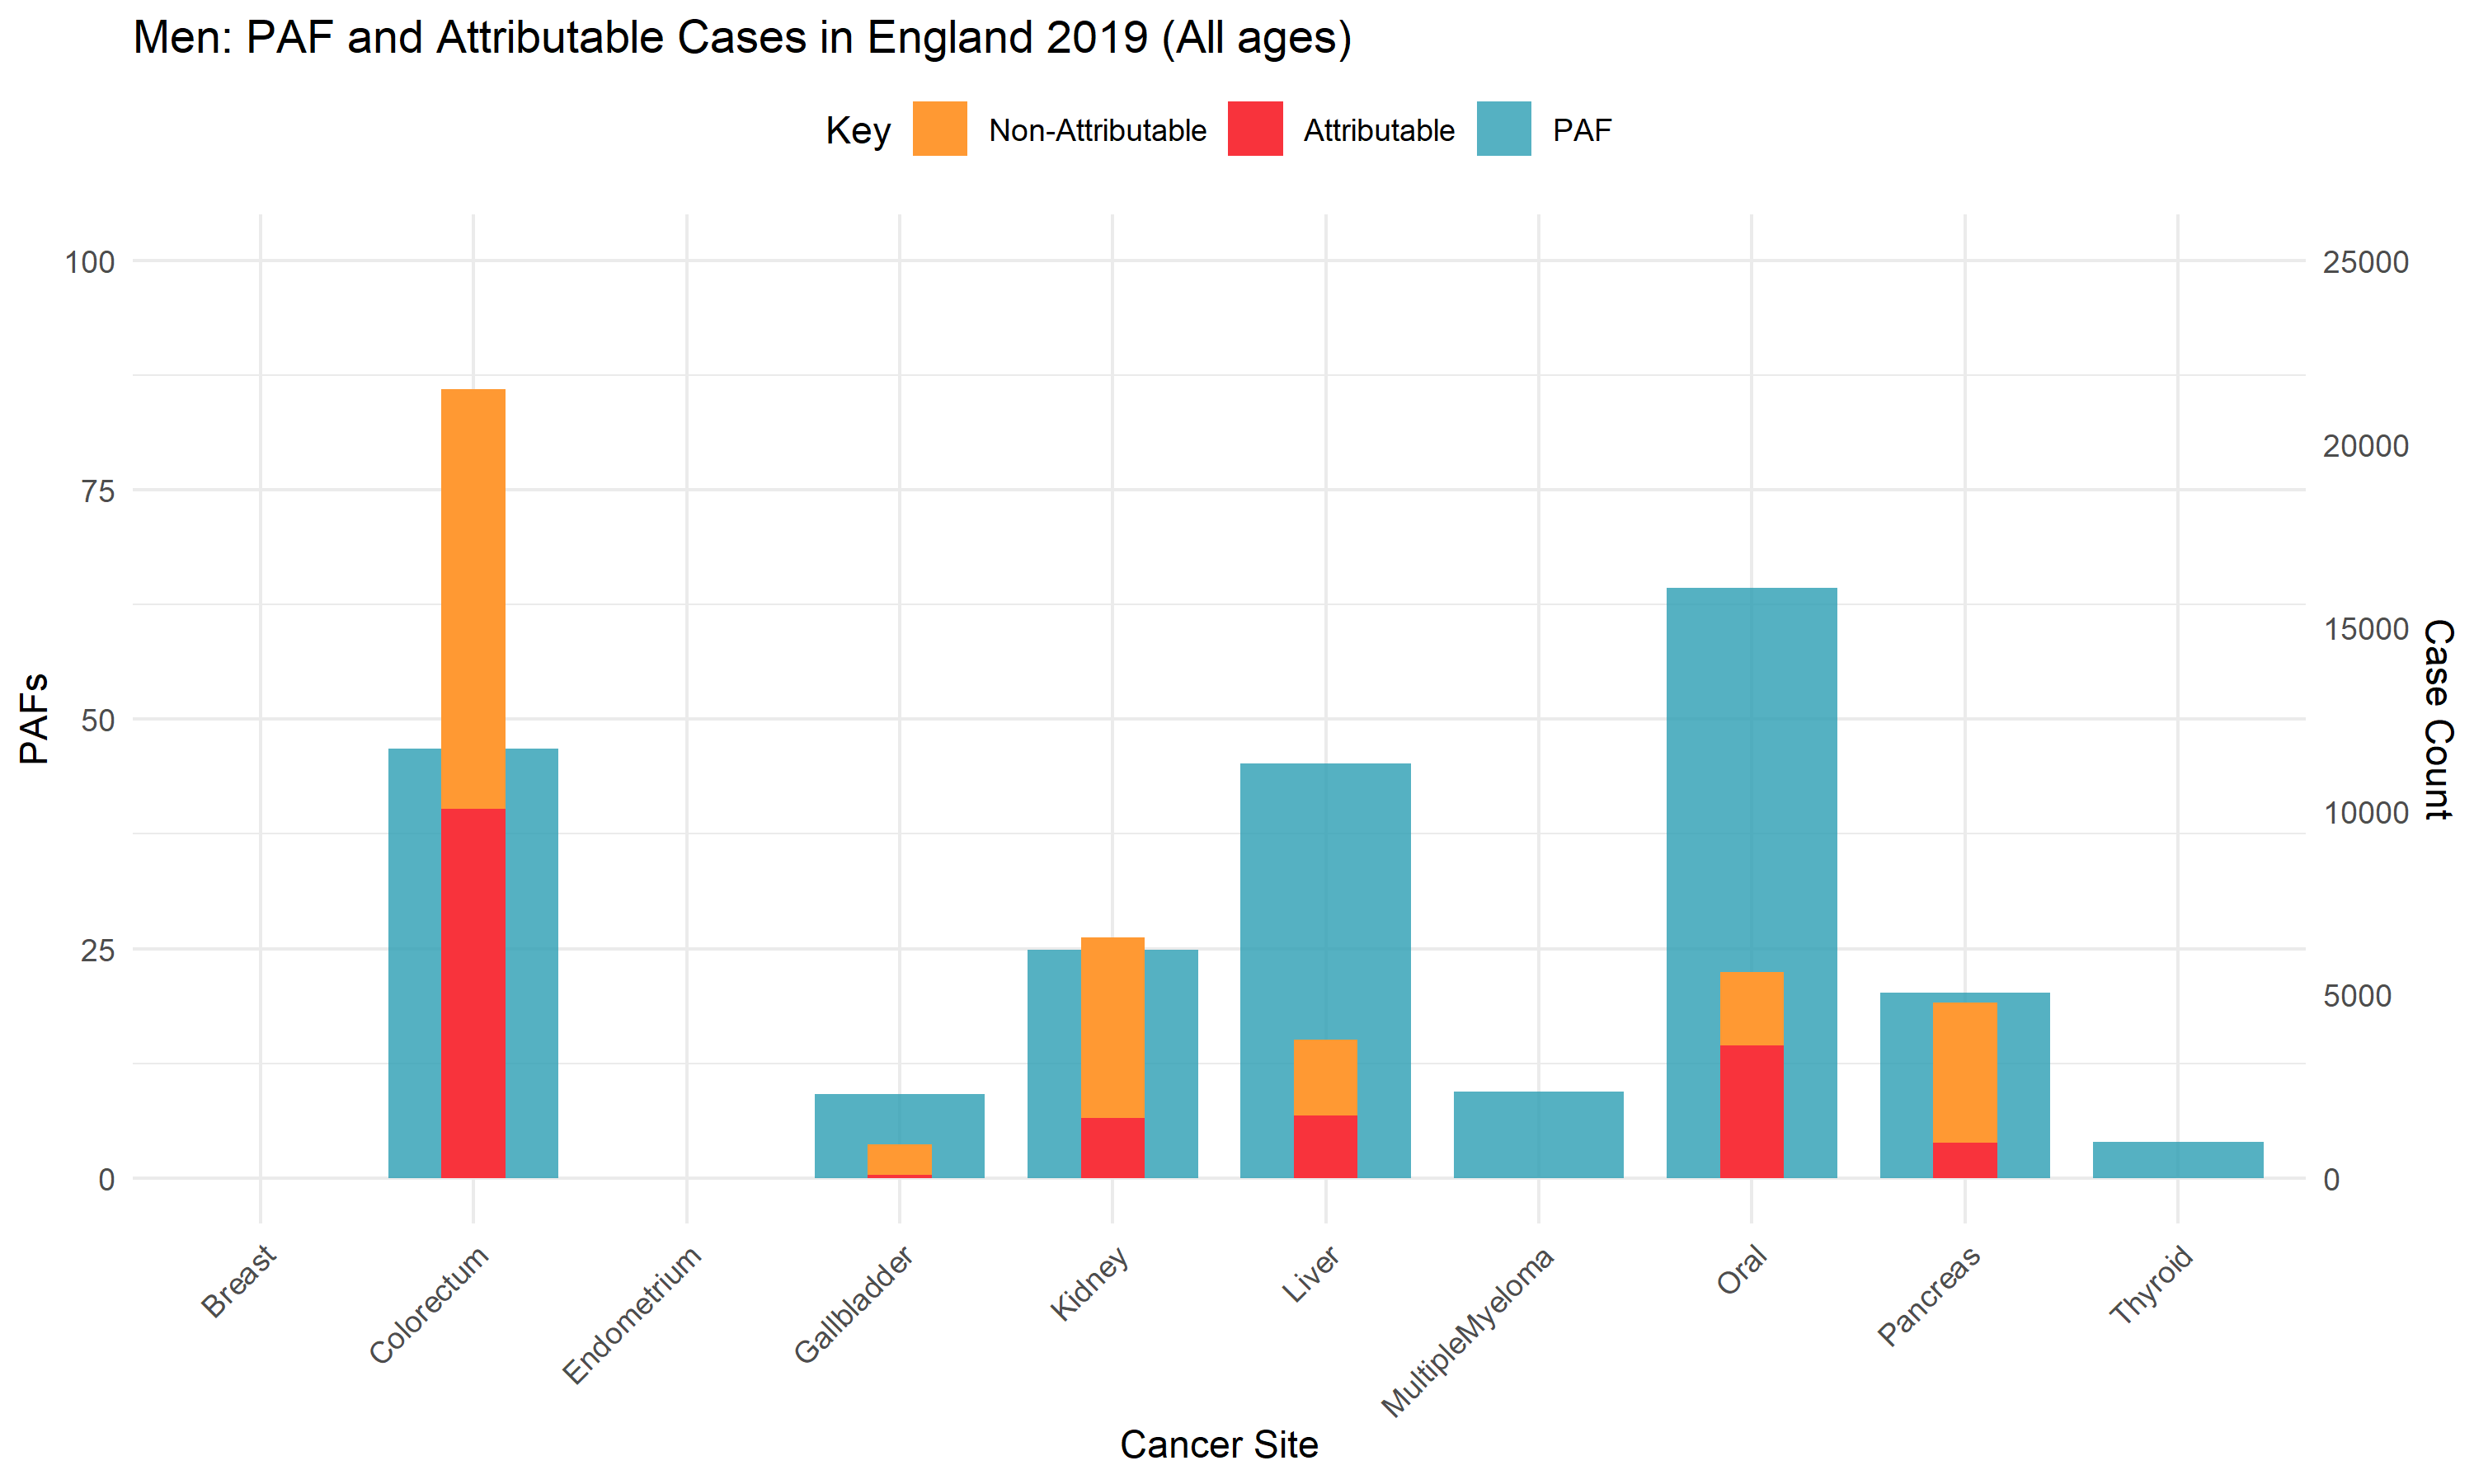 Men: PAF and Attributable Cases in England 2019 (All ages)
Key Non-Attributable Attributable PAF
100
75
50
25
0
PAFs
25000
20000
15000
10000
5000
0
Case Count
Breast
Colorectum
Endometrium
Gallbladder
Kidney
Liver
MultipleMyeloma
Oral
Pancreas
Thyroid
Cancer Site